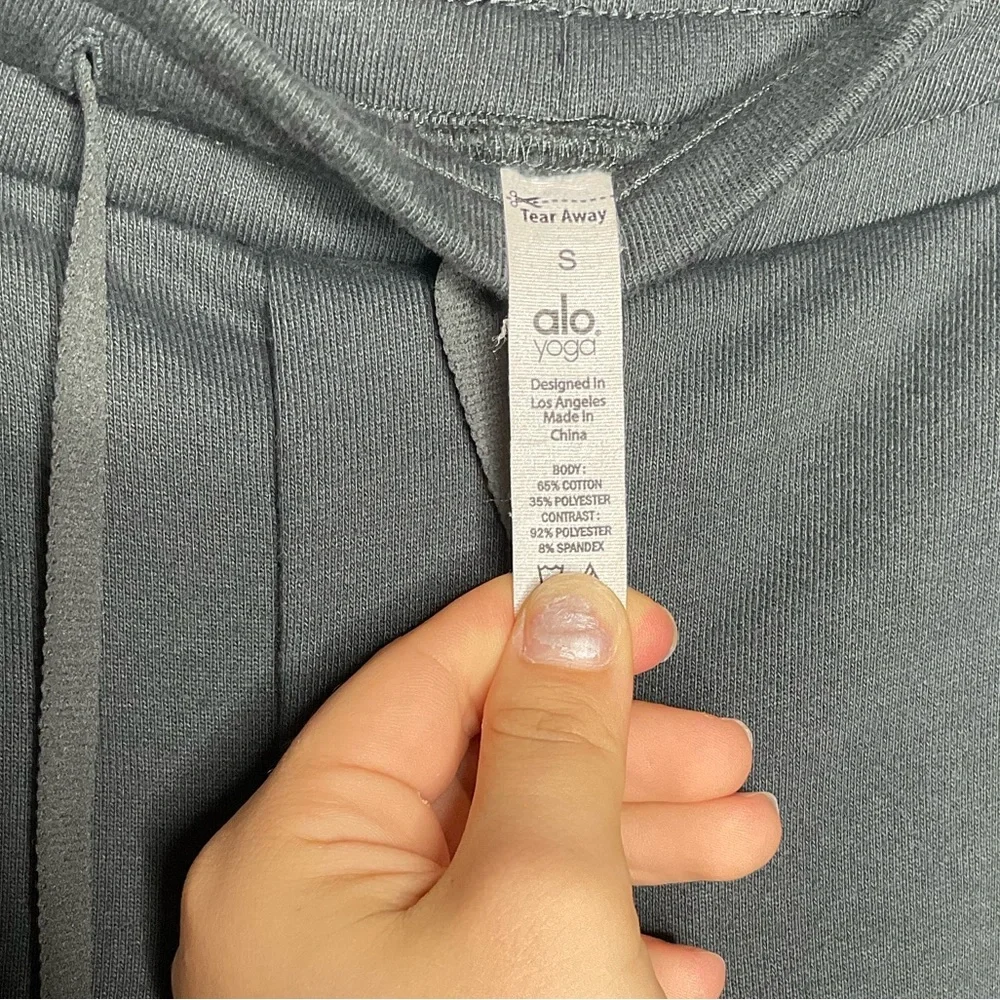 Tear Away
S
alo.
yoga
Designed In
Los Angeles
Made In
China
BODY:
65% COTTON
35% POLYESTER
CONTRAST:
92% POLYESTER
8% SPANDEX